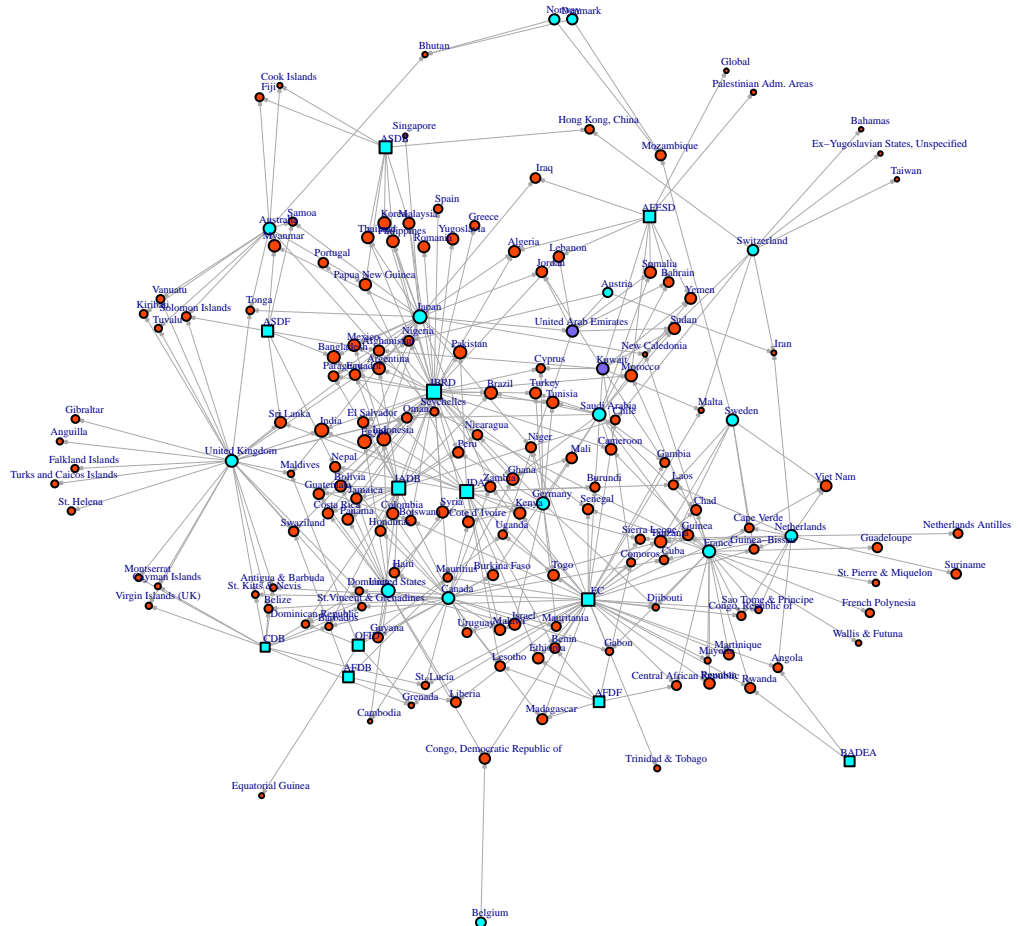 Norway
Denmark
Bhutan
Global
Cook Islands
Fiji
Palestinian Adm. Areas
Hong Kong, China
Bahamas
Singapore
ASDB
Mozambique
Ex−Yugoslavian States, Unspecified
Iraq
Taiwan
Spain
AFESD
Samoa
Australia
Korea
Malaysia
Greece
Thailand
Philippines
Yugoslavia
Myanmar
Romania
Algeria
Lebanon
Switzerland
Portugal
Jordan
Somalia
Papua New Guinea
Bahrain
Austria
Vanuatu
Yemen
Kiribati
Solomon Islands
Tonga
Japan
Tuvalu
ASDF
United Arab Emirates
Sudan
Nigeria
Mexico
Afghanistan
Pakistan
Bangladesh
New Caledonia
Iran
Argentina
Cyprus
Kuwait
Paraguay
Ecuador
Morocco
IBRD
Brazil
Turkey
Tunisia
Seychelles
Malta
Gibraltar
Sri Lanka
El Salvador
Oman
Saudi Arabia
Chile
Sweden
India
Nicaragua
Anguilla
Egypt
Indonesia
Peru
Niger
Cameroon
United Kingdom
Falkland Islands
Nepal
Mali
Gambia
Turks and Caicos Islands
Maldives
Bolivia
IADB
IDA
Ghana
Zambia
Burundi
Laos
Viet Nam
Guatemala
Jamaica
St. Helena
Costa Rica
Panama
Colombia
Botswana
Syria
Germany
Kenya
Senegal
Chad
Swaziland
Honduras
Cote d'Ivoire
Uganda
Sierra Leone
Tanzania
Guinea
Cape Verde
Netherlands
Netherlands Antilles
Comoros
Cuba
France
Guinea−Bissau
Guadeloupe
Montserrat
Cayman Islands
Haiti
Mauritius
Burkina Faso
Togo
Suriname
St. Pierre & Miquelon
Antigua & Barbuda
St. Kitts & Nevis
Dominica
United States
Canada
EC
Virgin Islands (UK)
Belize
St.Vincent & Grenadines
Djibouti
Sao Tome & Principe
Congo, Republic of
French Polynesia
Dominican Republic
Barbados
Guyana
Uruguay
Malawi
Israel
Mauritania
Wallis & Futuna
CDB
Benin
Ethiopia
Gabon
Martinique
Mayotte
Lesotho
Angola
AFDB
St. Lucia
Central African Republic
Reunion
Rwanda
Grenada
Liberia
AFDF
Cambodia
Madagascar
Congo, Democratic Republic of
Trinidad & Tobago
BADEA
Equatorial Guinea
Belgium